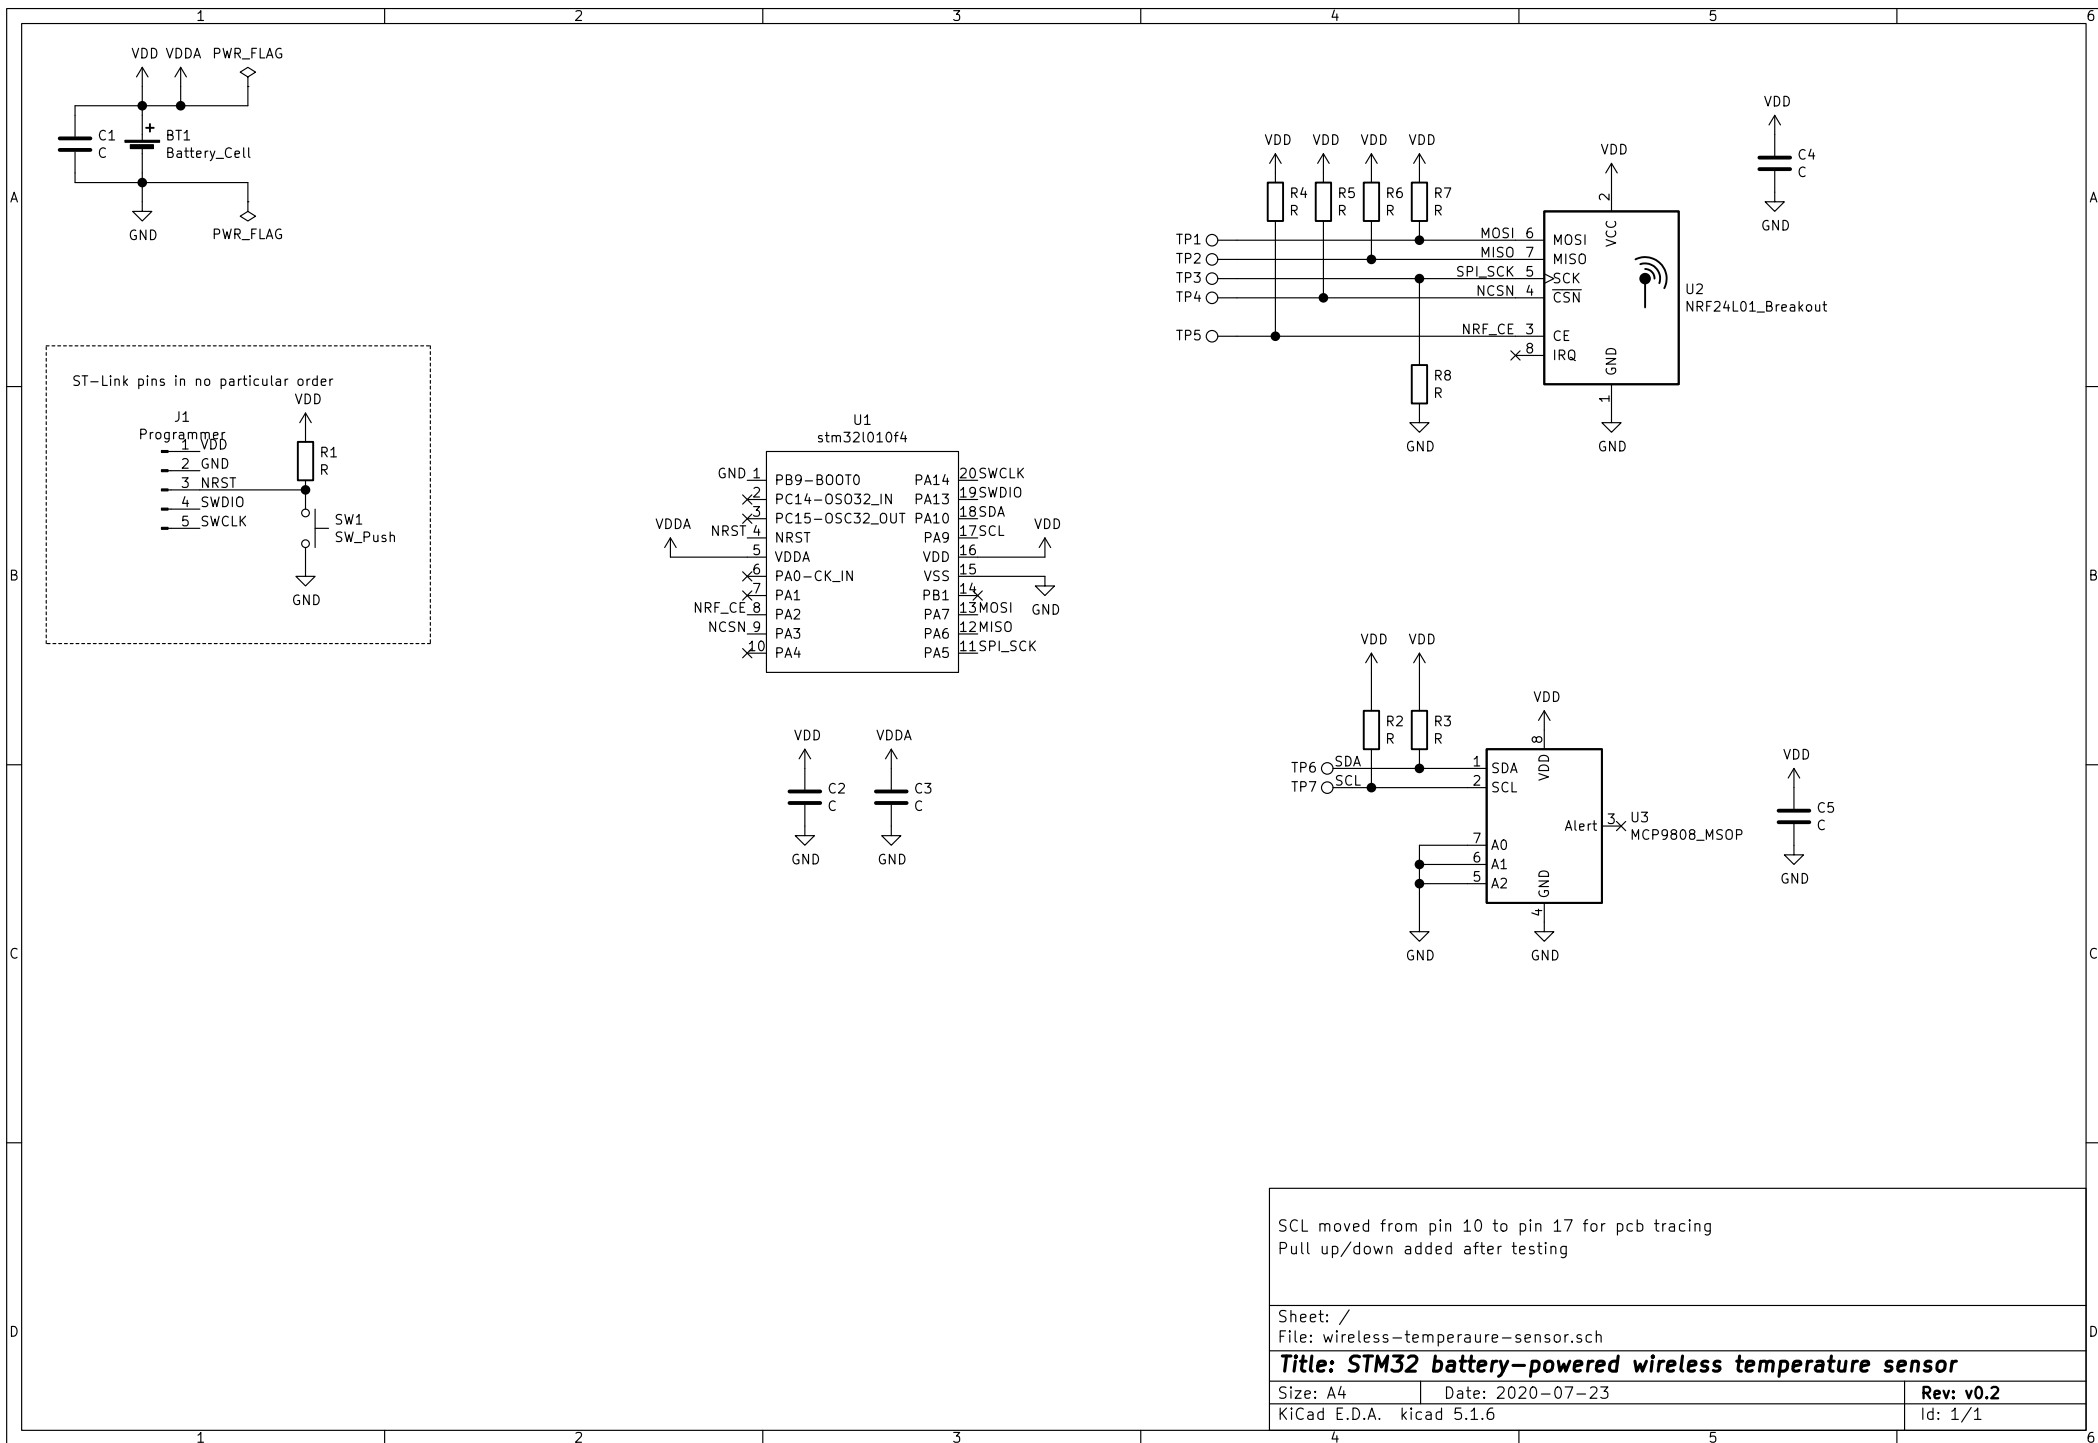 1 2 3 4 5 6
A
B
C
D
VDD VDDA PWR_FLAG
C1
C
BT1
Battery_Cell
+
GND
PWR_FLAG
ST-Link pins in no particular order
VDD
J1
Programmer
1 VDD
2 GND
3 NRST
4 SWDIO
5 SWCLK
R1
R
SW1
SW_Push
GND
U1
stm32l010f4
GND 1 PB9-BOOT0
2 PC14-OSO32_IN
3 PC15-OSC32_OUT
NRST 4 NRST
VDDA
5 VDDA
6 PA0-CK_IN
7 PA1
NRF_CE 8 PA2
NCSN 9 PA3
10 PA4
PA14 20 SWCLK
PA13 19 SWDIO
PA10 18 SDA
PA9 17 SCL
VDD 16
VDD
VSS 15
GND
PB1 14
PA7 13 MOSI
PA6 12 MISO
PA5 11 SPI_SCK
VDD
C2
C
GND
VDDA
C3
C
GND
VDD VDD VDD VDD
R4
R
R5
R
R6
R
R7
R
TP1 MOSI 6 MOSI
TP2 MISO 7 MISO
TP3 SPI_SCK 5 SCK
TP4 NCSN 4 CSN
TP5 NRF_CE 3 CE
8 IRQ
VDD
2
VCC
GND
1
GND
U2
NRF24L01_Breakout
R8
R
GND
VDD
C4
C
GND
VDD VDD
R2
R
R3
R
TP6 SDA 1 SDA
TP7 SCL 2 SCL
7 A0
6 A1
5 A2
GND
VDD
8
VDD
Alert 3
U3
MCP9808_MSOP
GND
4
GND
VDD
C5
C
GND
SCL moved from pin 10 to pin 17 for pcb tracing
Pull up/down added after testing
Sheet: /
File: wireless-temperaure-sensor.sch
Title: STM32 battery-powered wireless temperature sensor
Size: A4 Date: 2020-07-23 Rev: v0.2
KiCad E.D.A. kicad 5.1.6 Id: 1/1
A
B
C
D
1 2 3 4 5 6